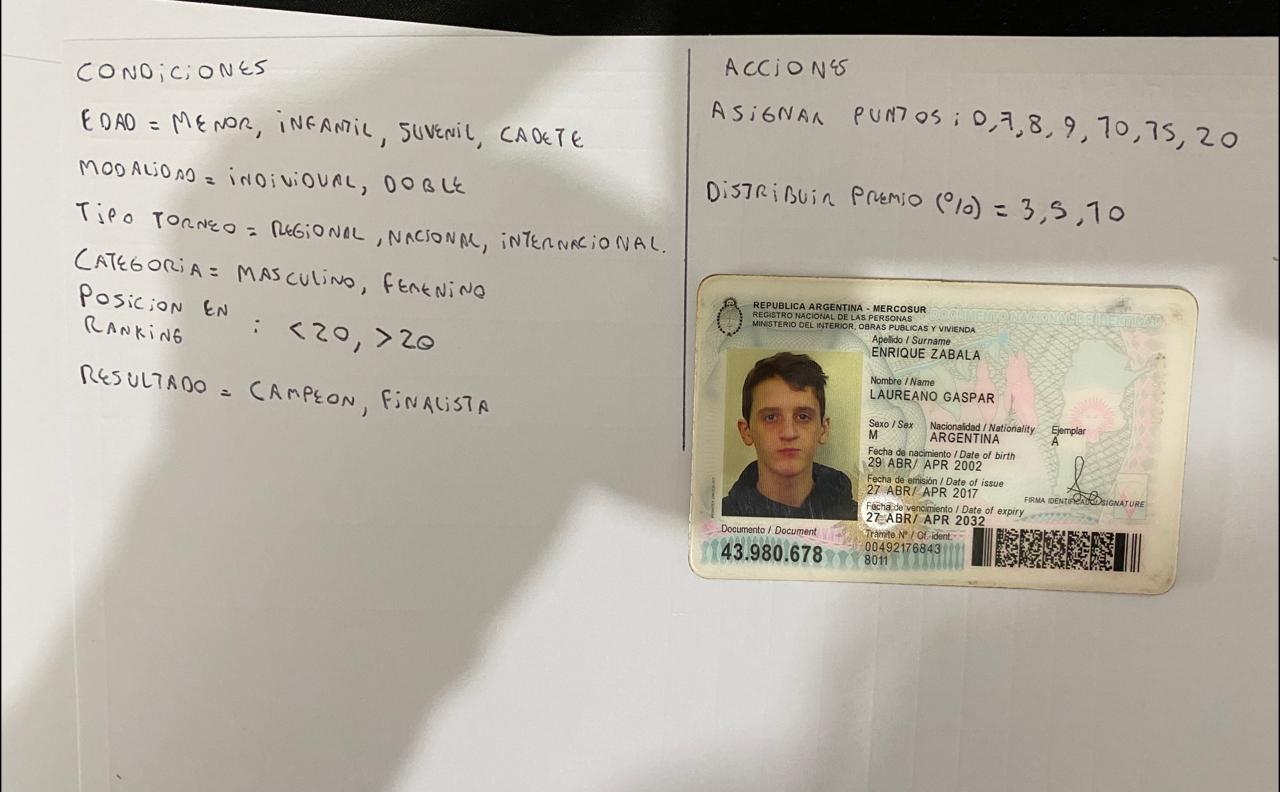 CONDICIONES
EDAD = MENOR, INFANTIL, JUVENIL, CADETE
MODALIDAD = INDIVIDUAL, DOBLE
TIPO TORNEO = REGIONAL, NACIONAL, INTERNACIONAL.
CATEGORIA = MASCULINO, FEMENINO
POSICION EN
RANKING : <20, >20
RESULTADO = CAMPEON, FINALISTA
ACCIONES
ASIGNAR PUNTOS : 0, 7, 8, 9, 10, 15, 20
DISTRIBUIR PREMIO (%) = 3, 5, 10
REPUBLICA ARGENTINA - MERCOSUR
REGISTRO NACIONAL DE LAS PERSONAS
MINISTERIO DEL INTERIOR, OBRAS PUBLICAS Y VIVIENDA
Apellido / Surname
ENRIQUE ZABALA
Nombre / Name
LAUREANO GASPAR
Sexo / Sex Nacionalidad / Nationality Ejemplar
M ARGENTINA A
Fecha de nacimiento / Date of birth
29 ABR/ APR 2002
Fecha de emisión / Date of issue
27 ABR/ APR 2017
FIRMA IDENTIFICADO / SIGNATURE
Fecha de vencimiento / Date of expiry
27 ABR/ APR 2032
Documento / Document
43.980.678
Trámite N° / Of. ident.
00492176843
8011